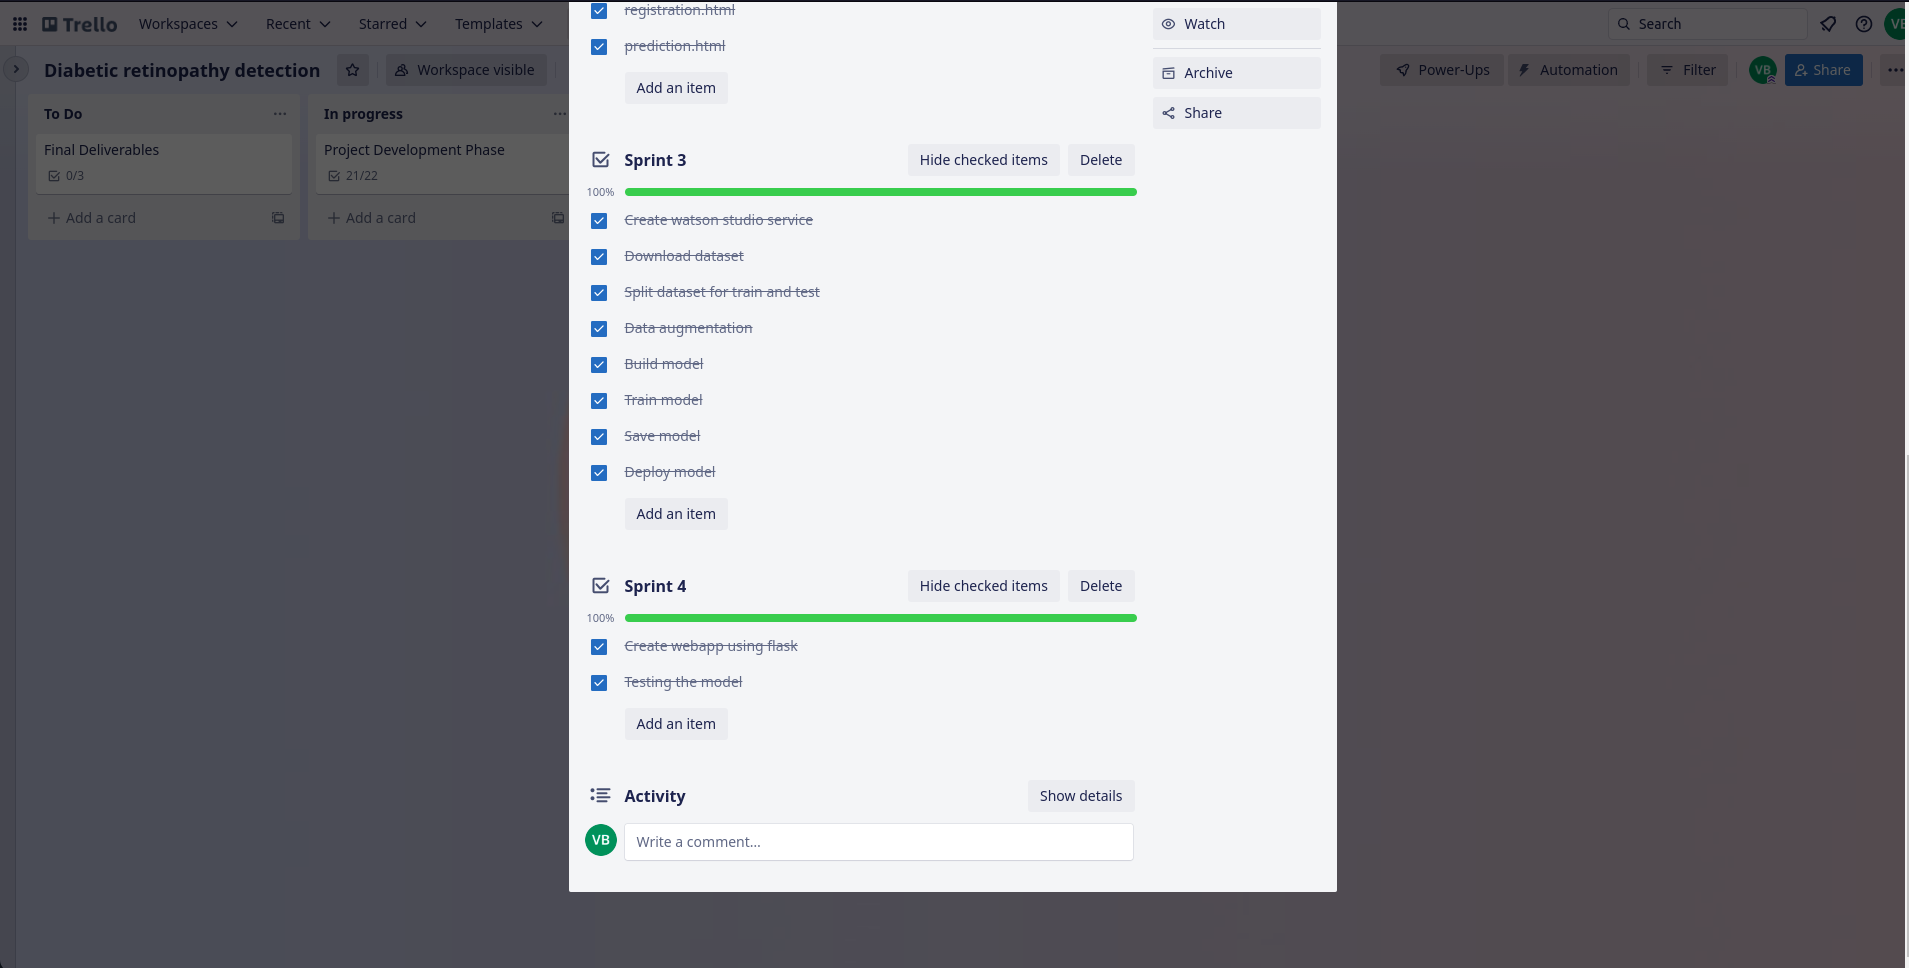 Trello
Workspaces
Recent
Starred
Templates
Search
VB
Diabetic retinopathy detection
Workspace visible
Power-Ups
Automation
Filter
VB
Share
To Do
Final Deliverables
0/3
Add a card
In progress
Project Development Phase
21/22
Add a card
registration.html
prediction.html
Add an item
Watch
Archive
Share
Sprint 3
Hide checked items
Delete
100%
Create watson studio service
Download dataset
Split dataset for train and test
Data augmentation
Build model
Train model
Save model
Deploy model
Add an item
Sprint 4
Hide checked items
Delete
100%
Create webapp using flask
Testing the model
Add an item
Activity
Show details
VB
Write a comment...